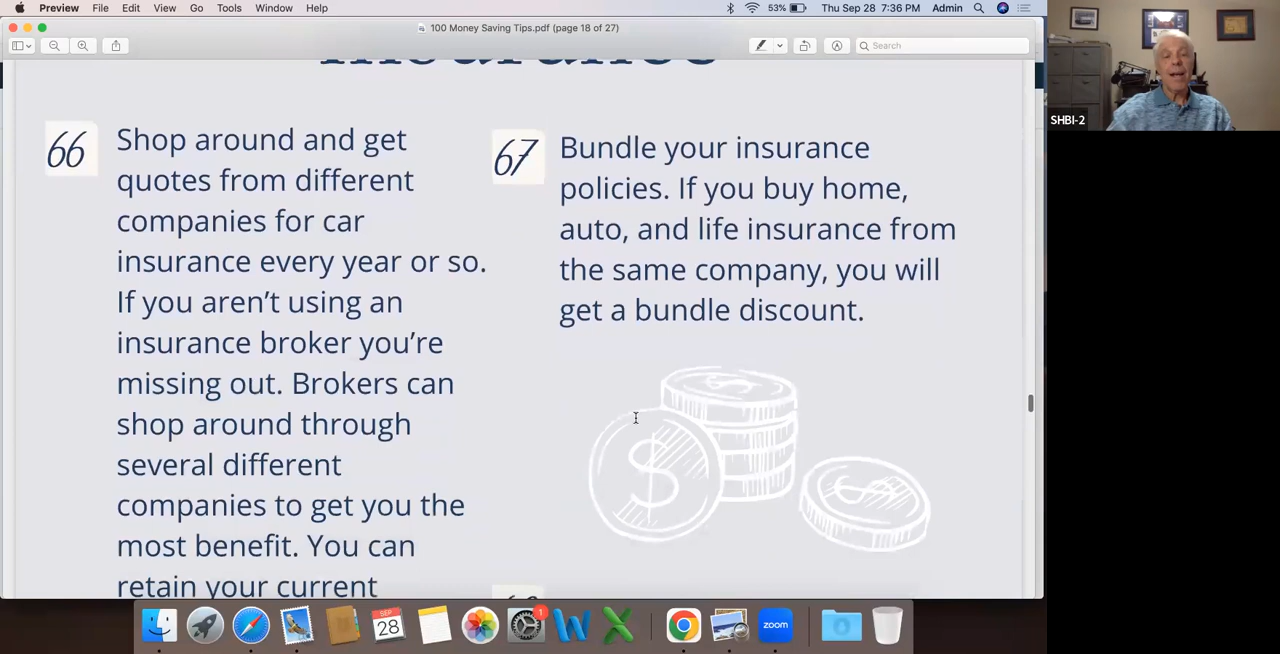 Preview File Edit View Go Tools Window Help
53% Thu Sep 28 7:36 PM Admin
100 Money Saving Tips.pdf (page 18 of 27)
Search
SHBI-2
66
Shop around and get
quotes from different
companies for car
insurance every year or so.
If you aren't using an
insurance broker you're
missing out. Brokers can
shop around through
several different
companies to get you the
most benefit. You can
retain your current
67
Bundle your insurance
policies. If you buy home,
auto, and life insurance from
the same company, you will
get a bundle discount.
$
SEP
28
1
W
X
zoom